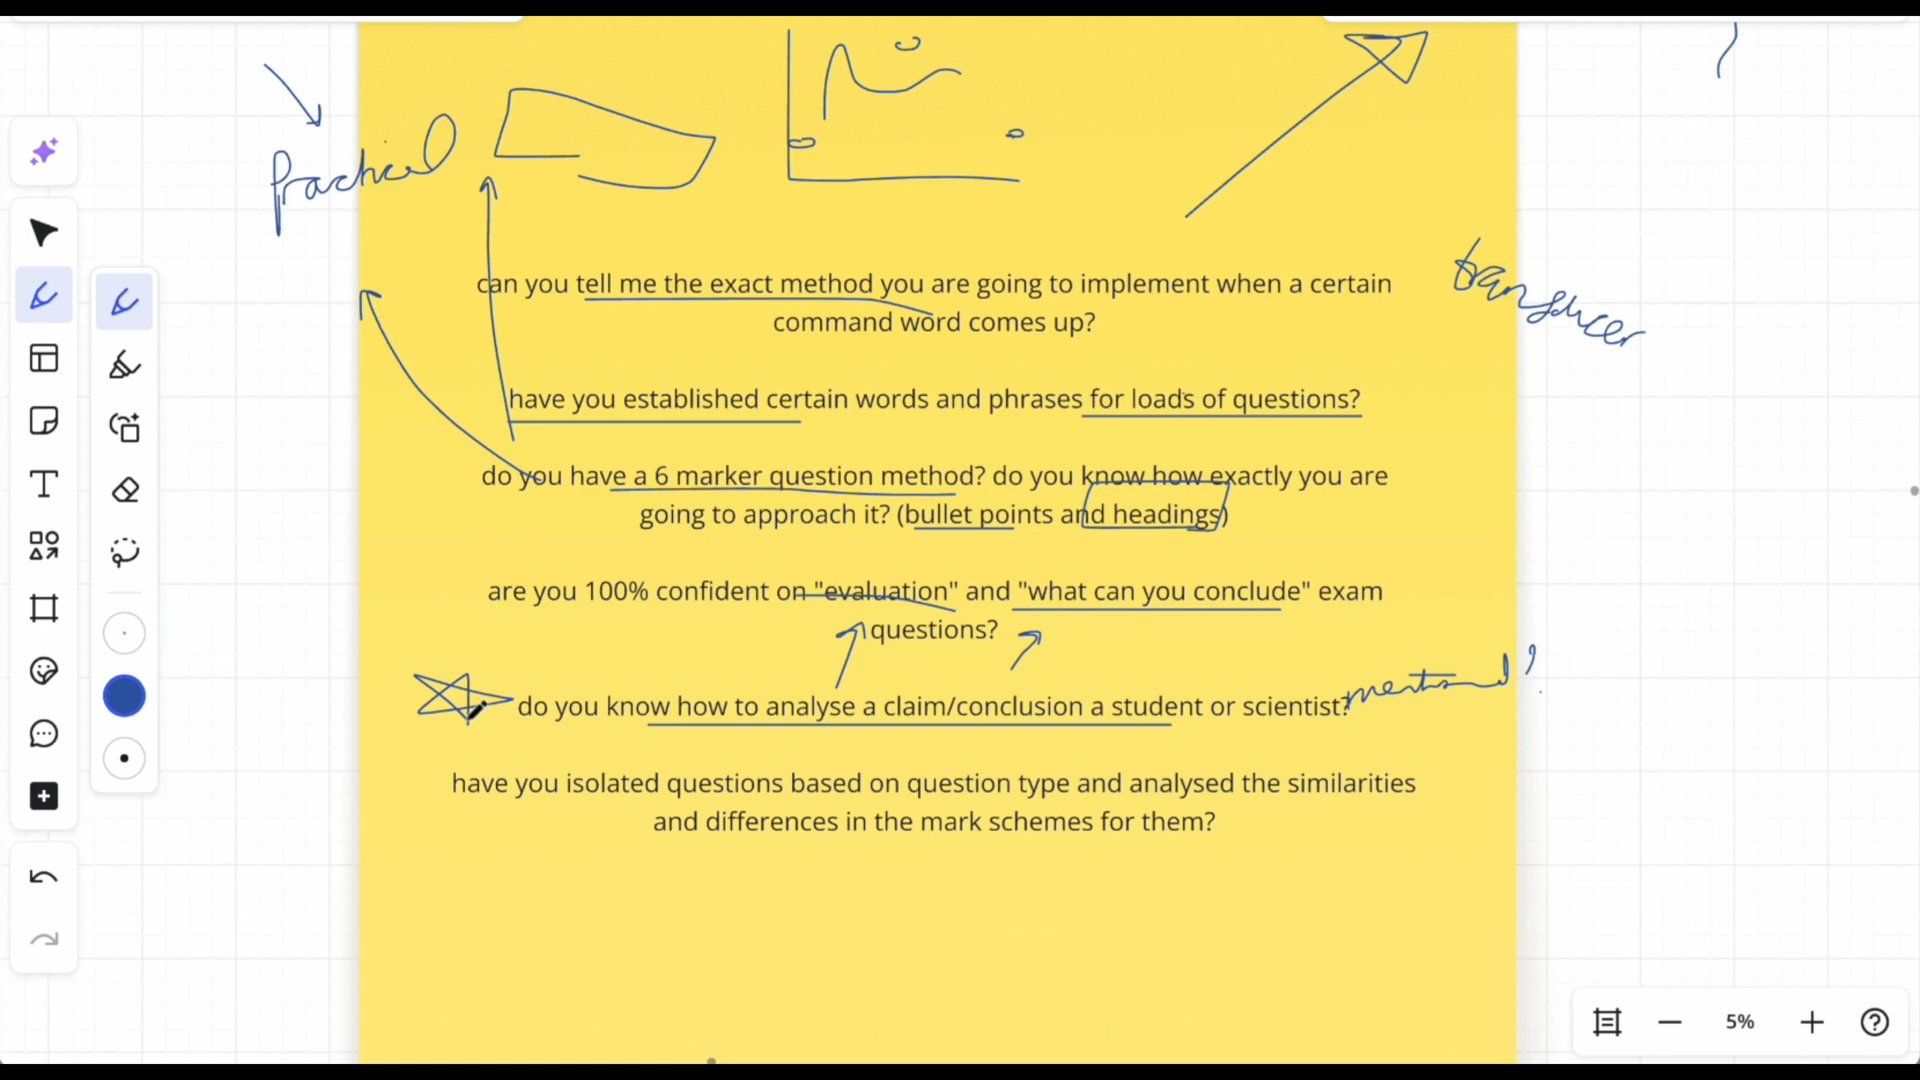 practical
can you tell me the exact method you are going to implement when a certain
command word comes up?
transducer
have you established certain words and phrases for loads of questions?
do you have a 6 marker question method? do you know how exactly you are
going to approach it? (bullet points and headings)
are you 100% confident on "evaluation" and "what can you conclude" exam
questions?
do you know how to analyse a claim/conclusion a student or scientist?
have you isolated questions based on question type and analysed the similarities
and differences in the mark schemes for them?
5%